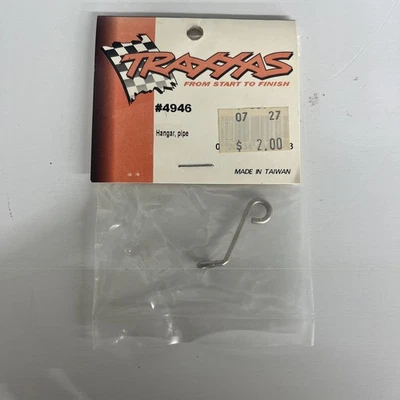 TRAXXAS
FROM START TO FINISH
#4946
07 27
Hangar, pipe
$ 2.00
MADE IN TAIWAN